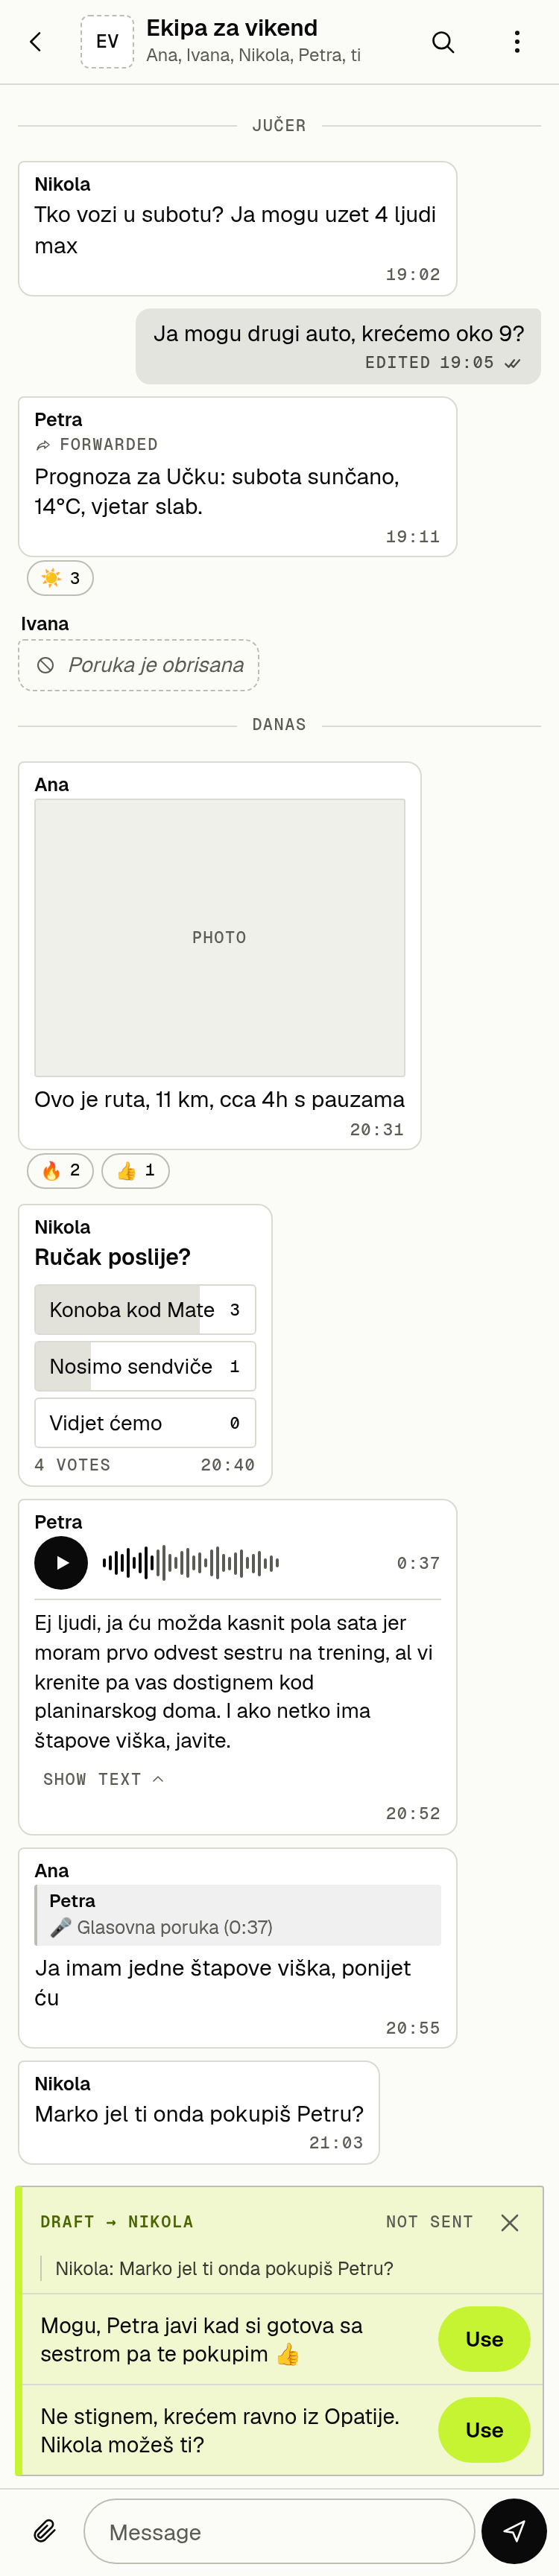 EV
Ekipa za vikend
Ana, Ivana, Nikola, Petra, ti
JUČER
Nikola
Tko vozi u subotu? Ja mogu uzet 4 ljudi
max
19:02
Ja mogu drugi auto, krećemo oko 9?
EDITED 19:05
Petra
FORWARDED
Prognoza za Učku: subota sunčano,
14°C, vjetar slab.
19:11
☀️ 3
Ivana
Poruka je obrisana
DANAS
Ana
PHOTO
Ovo je ruta, 11 km, cca 4h s pauzama
20:31
🔥 2 👍 1
Nikola
Ručak poslije?
Konoba kod Mate 3
Nosimo sendviče 1
Vidjet ćemo 0
4 VOTES 20:40
Petra
0:37
Ej ljudi, ja ću možda kasnit pola sata jer
moram prvo odvest sestru na trening, al vi
krenite pa vas dostignem kod
planinarskog doma. I ako netko ima
štapove viška, javite.
SHOW TEXT
20:52
Ana
Petra
🎤 Glasovna poruka (0:37)
Ja imam jedne štapove viška, ponijet
ću
20:55
Nikola
Marko jel ti onda pokupiš Petru?
21:03
DRAFT → NIKOLA NOT SENT
Nikola: Marko jel ti onda pokupiš Petru?
Mogu, Petra javi kad si gotova sa
sestrom pa te pokupim 👍
Use
Ne stignem, krećem ravno iz Opatije.
Nikola možeš ti?
Use
Message